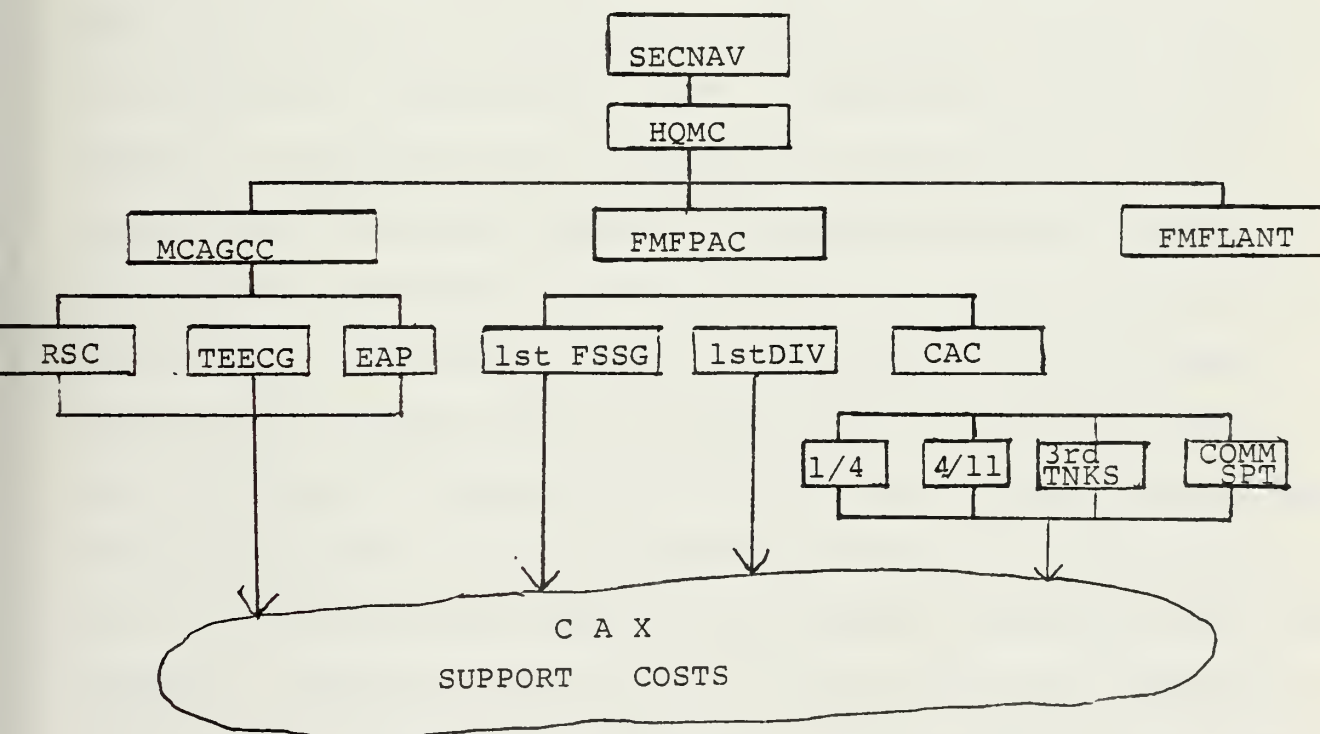 SECNAV
HQMC
MCAGCC
FMFPAC
FMFLANT
RSC
TEECG
EAP
1st FSSG
1stDIV
CAC
1/4
4/11
3rd
TNKS
COMM
SPT
C A X
SUPPORT COSTS